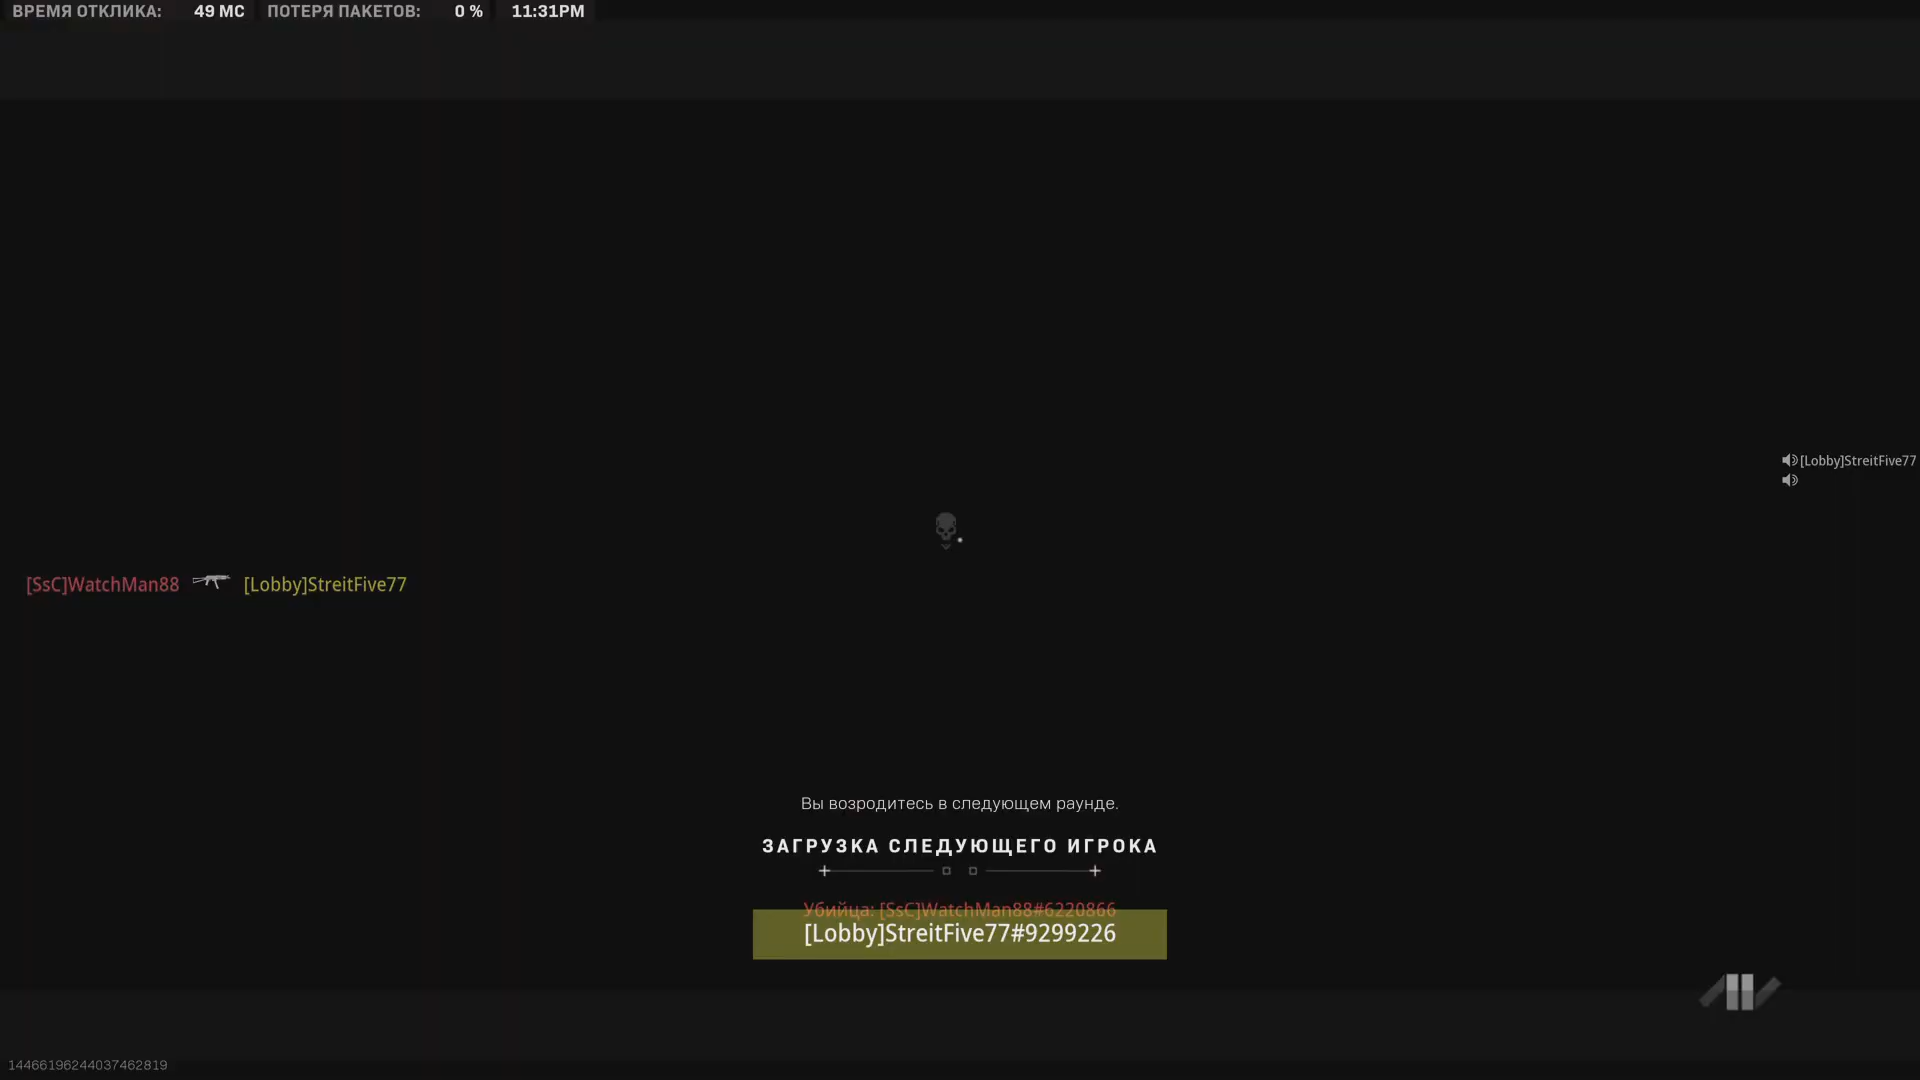 ВРЕМЯ ОТКЛИКА: 49 МС ПОТЕРЯ ПАКЕТОВ: 0 % 11:31PM
[Lobby]StreitFive77
[SsC]WatchMan88 [Lobby]StreitFive77
Вы возродитесь в следующем раунде.
ЗАГРУЗКА СЛЕДУЮЩЕГО ИГРОКА
Убийца: [SsC]WatchMan88#6220866
[Lobby]StreitFive77#9299226
14466196244037462819